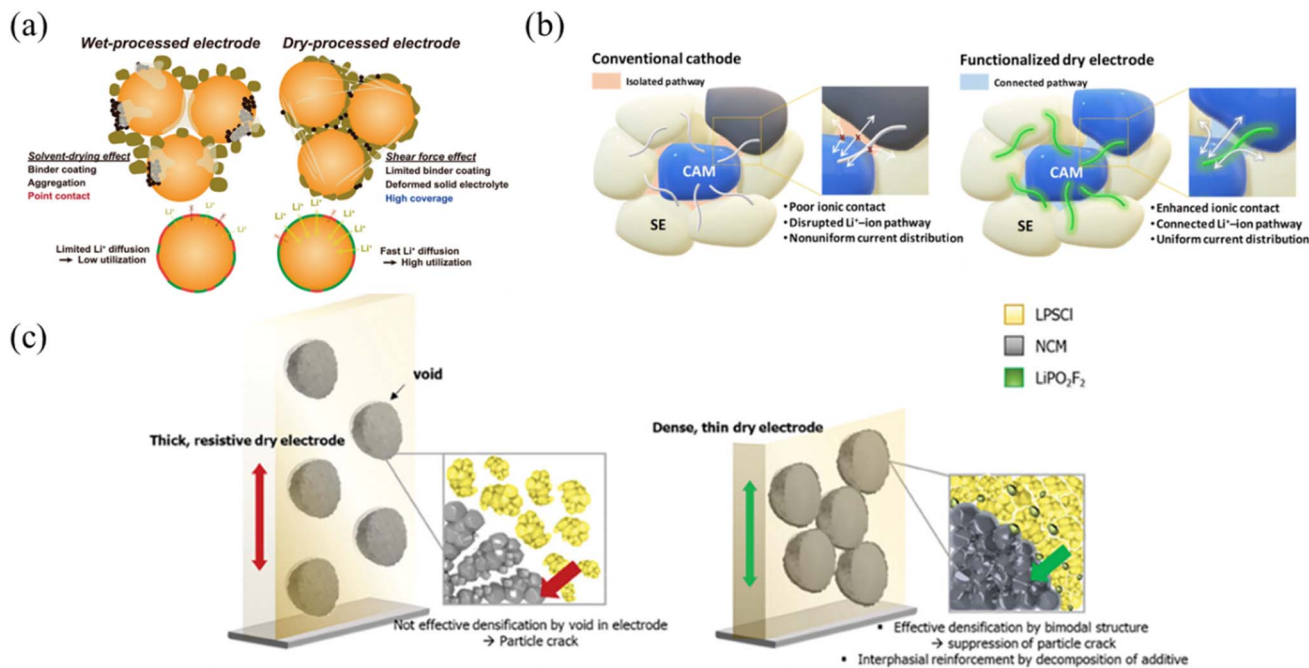 (a)
Wet-processed electrode
Dry-processed electrode
Solvent-drying effect
Binder coating
Aggregation
Point contact
Shear force effect
Limited binder coating
Deformed solid electrolyte
High coverage
Li⁺
Li⁺
Li⁺
Li⁺
Li⁺
Li⁺
Li⁺
Limited Li⁺ diffusion
→ Low utilization
Fast Li⁺ diffusion
→ High utilization
(b)
Conventional cathode
Isolated pathway
CAM
SE
• Poor ionic contact
• Disrupted Li⁺–ion pathway
• Nonuniform current distribution
Functionalized dry electrode
Connected pathway
CAM
SE
• Enhanced ionic contact
• Connected Li⁺–ion pathway
• Uniform current distribution
(c)
void
Thick, resistive dry electrode
Not effective densification by void in electrode
→ Particle crack
LPSCl
NCM
LiPO₂F₂
Dense, thin dry electrode
▪ Effective densification by bimodal structure
→ suppression of particle crack
▪ Interphasial reinforcement by decomposition of additive